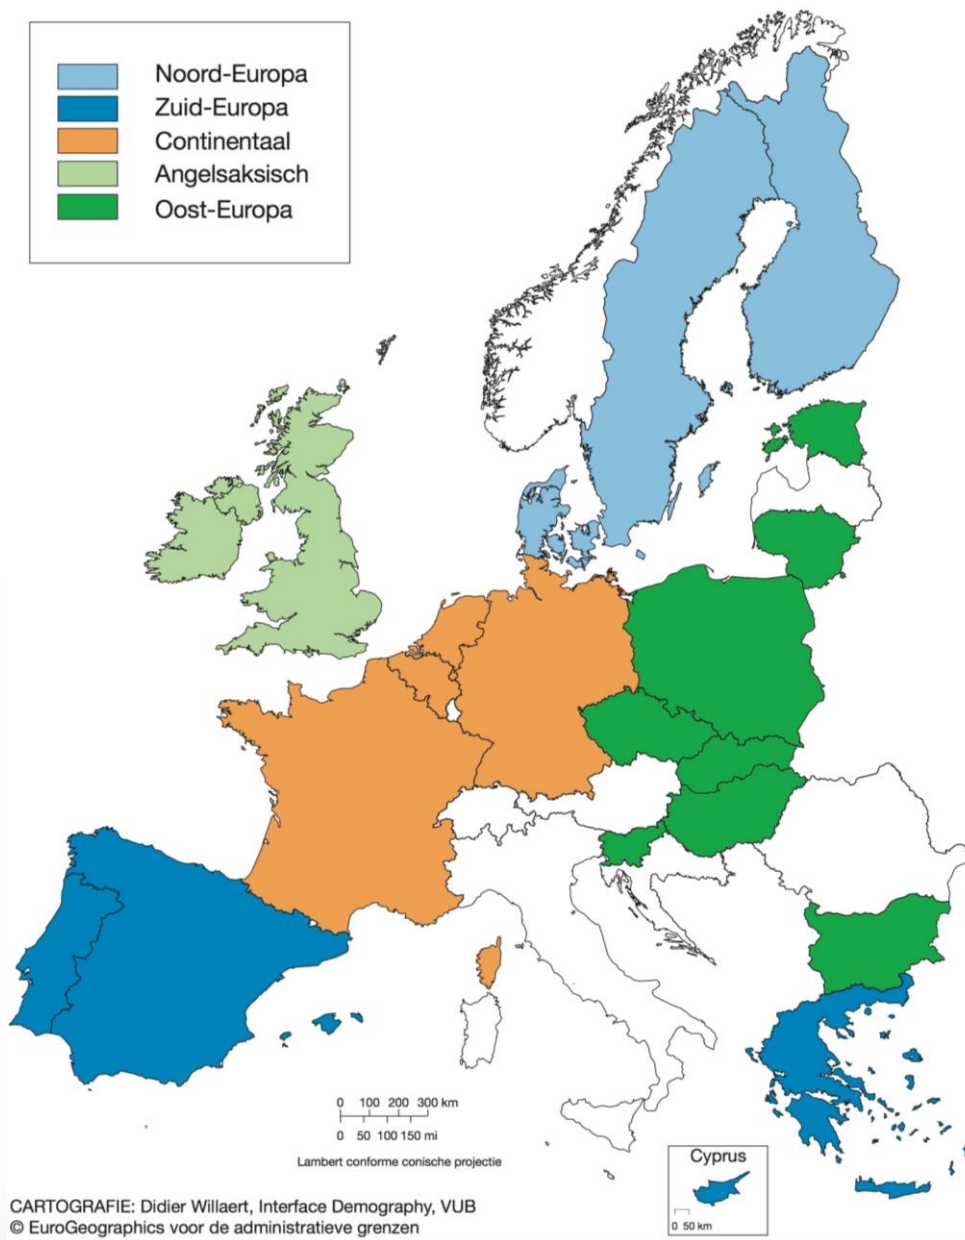 Noord-Europa
Zuid-Europa
Continentaal
Angelsaksisch
Oost-Europa
0 100 200 300 km
0 50 100 150 mi
Lambert conforme conische projectie
Cyprus
0 50 km
CARTOGRAFIE: Didier Willaert, Interface Demography, VUB
© EuroGeographics voor de administratieve grenzen